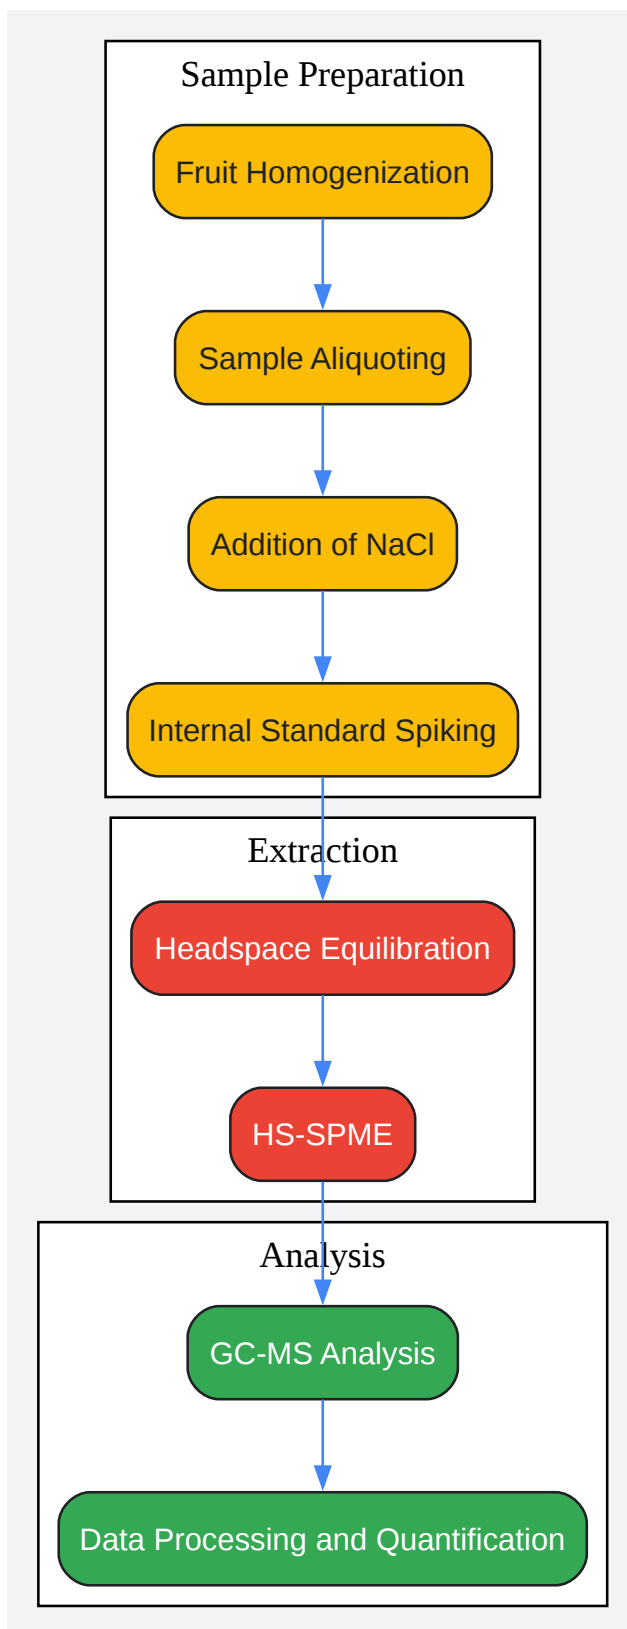 Sample Preparation
Fruit Homogenization
Sample Aliquoting
Addition of NaCl
Internal Standard Spiking
Extraction
Headspace Equilibration
HS-SPME
Analysis
GC-MS Analysis
Data Processing and Quantification